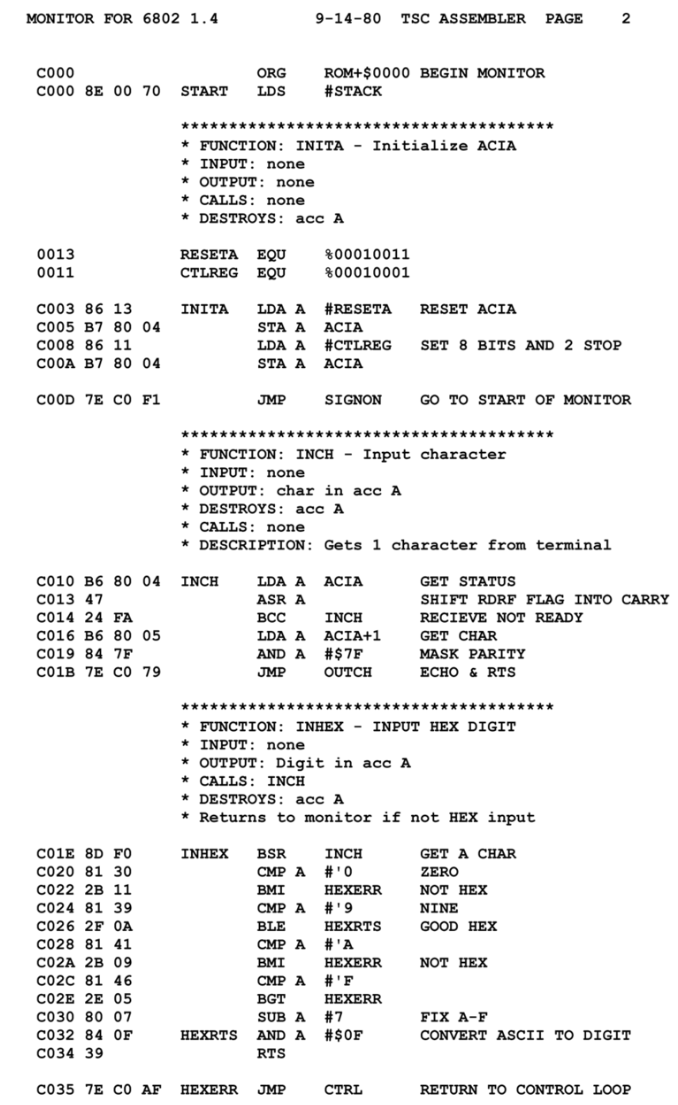 MONITOR FOR 6802 1.4          9-14-80  TSC ASSEMBLER  PAGE    2
C000                   ORG    ROM+$0000 BEGIN MONITOR
C000 8E 00 70  START   LDS    #STACK
***************************************
* FUNCTION: INITA - Initialize ACIA
* INPUT: none
* OUTPUT: none
* CALLS: none
* DESTROYS: acc A
0013           RESETA  EQU    %00010011
0011           CTLREG  EQU    %00010001
C003 86 13     INITA   LDA A  #RESETA   RESET ACIA
C005 B7 80 04          STA A  ACIA
C008 86 11             LDA A  #CTLREG   SET 8 BITS AND 2 STOP
C00A B7 80 04          STA A  ACIA
C00D 7E C0 F1          JMP    SIGNON    GO TO START OF MONITOR
***************************************
* FUNCTION: INCH - Input character
* INPUT: none
* OUTPUT: char in acc A
* DESTROYS: acc A
* CALLS: none
* DESCRIPTION: Gets 1 character from terminal
C010 B6 80 04  INCH    LDA A  ACIA      GET STATUS
C013 47                ASR A            SHIFT RDRF FLAG INTO CARRY
C014 24 FA             BCC    INCH      RECIEVE NOT READY
C016 B6 80 05          LDA A  ACIA+1    GET CHAR
C019 84 7F             AND A  #$7F      MASK PARITY
C01B 7E C0 79          JMP    OUTCH     ECHO & RTS
***************************************
* FUNCTION: INHEX - INPUT HEX DIGIT
* INPUT: none
* OUTPUT: Digit in acc A
* CALLS: INCH
* DESTROYS: acc A
* Returns to monitor if not HEX input
C01E 8D F0     INHEX   BSR    INCH      GET A CHAR
C020 81 30             CMP A  #'0       ZERO
C022 2B 11             BMI    HEXERR    NOT HEX
C024 81 39             CMP A  #'9       NINE
C026 2F 0A             BLE    HEXRTS    GOOD HEX
C028 81 41             CMP A  #'A
C02A 2B 09             BMI    HEXERR    NOT HEX
C02C 81 46             CMP A  #'F
C02E 2E 05             BGT    HEXERR
C030 80 07             SUB A  #7        FIX A-F
C032 84 0F     HEXRTS  AND A  #$0F      CONVERT ASCII TO DIGIT
C034 39                RTS
C035 7E C0 AF  HEXERR  JMP    CTRL      RETURN TO CONTROL LOOP